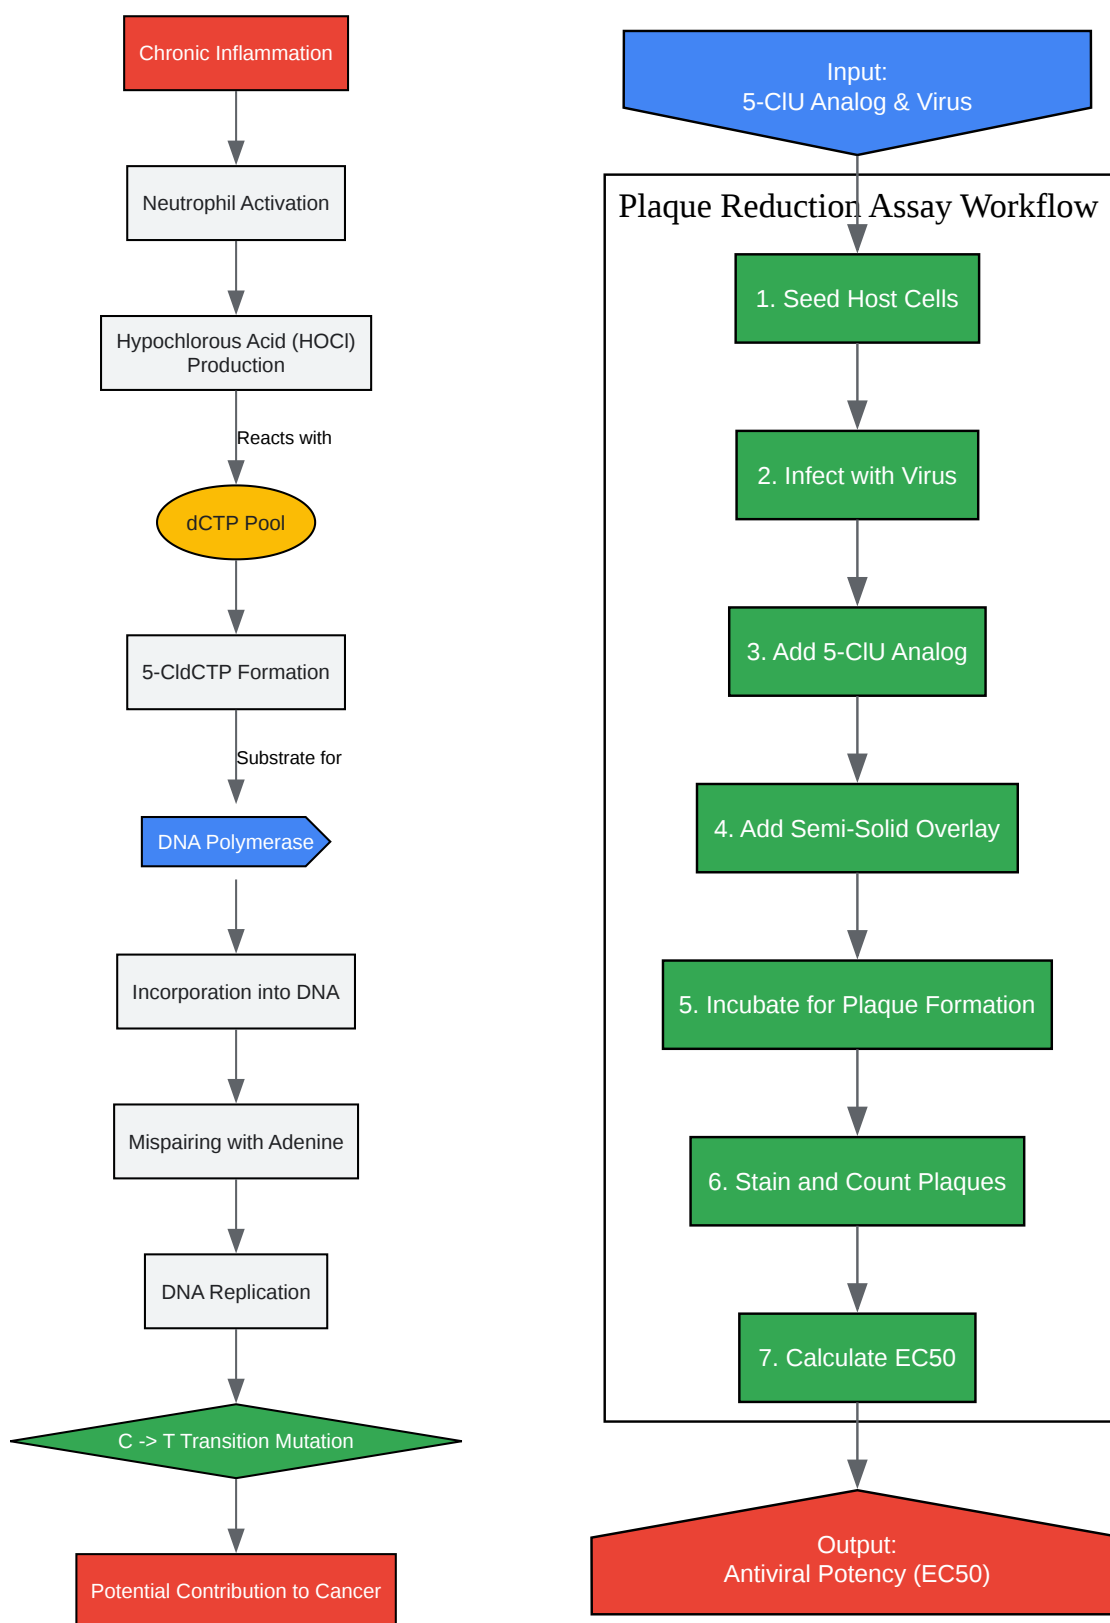 Chronic Inflammation
Neutrophil Activation
Hypochlorous Acid (HOCl)
Production
Reacts with
dCTP Pool
5-CldCTP Formation
Substrate for
DNA Polymerase
Incorporation into DNA
Mispairing with Adenine
DNA Replication
C -> T Transition Mutation
Potential Contribution to Cancer
Input:
5-ClU Analog & Virus
Plaque Reduction Assay Workflow
1. Seed Host Cells
2. Infect with Virus
3. Add 5-ClU Analog
4. Add Semi-Solid Overlay
5. Incubate for Plaque Formation
6. Stain and Count Plaques
7. Calculate EC50
Output:
Antiviral Potency (EC50)